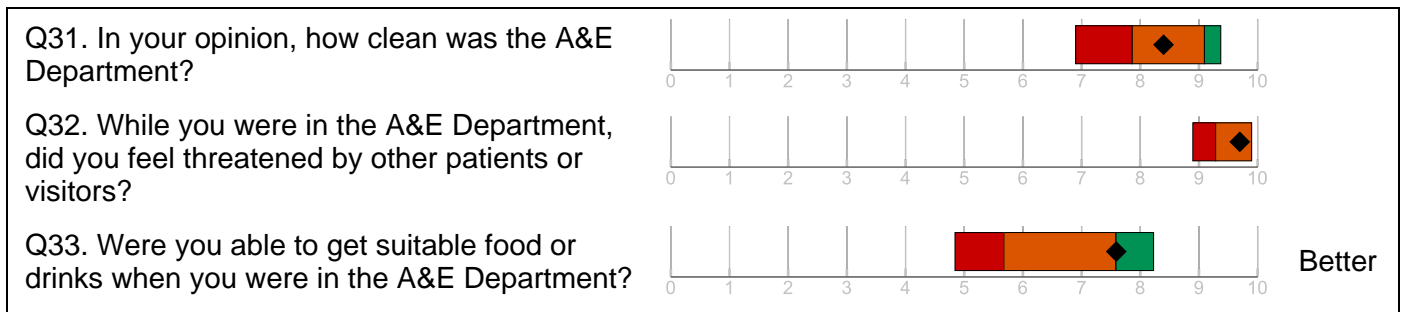 Q31. In your opinion, how clean was the A&E
Department?
0 1 2 3 4 5 6 7 8 9 10
Q32. While you were in the A&E Department,
did you feel threatened by other patients or
visitors?
0 1 2 3 4 5 6 7 8 9 10
Q33. Were you able to get suitable food or
drinks when you were in the A&E Department?
0 1 2 3 4 5 6 7 8 9 10
Better